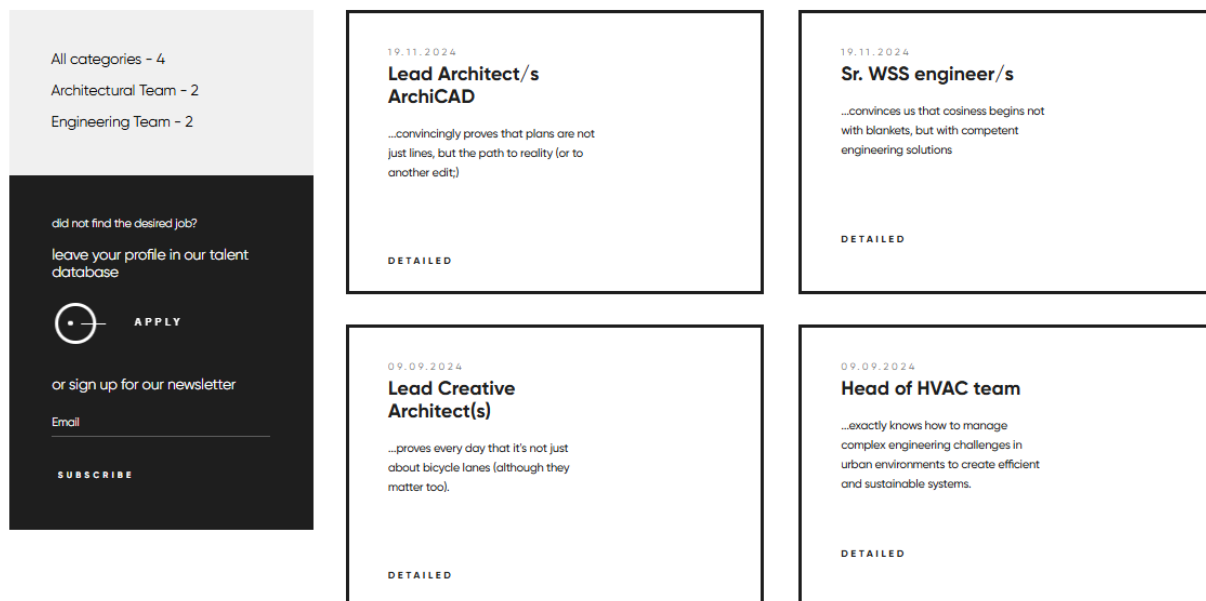 All categories - 4
Architectural Team - 2
Engineering Team - 2
did not find the desired job?
leave your profile in our talent
database
APPLY
or sign up for our newsletter
Email
SUBSCRIBE
19.11.2024
Lead Architect/s
ArchiCAD
...convincingly proves that plans are not
just lines, but the path to reality (or to
another edit;)
DETAILED
19.11.2024
Sr. WSS engineer/s
...convinces us that cosiness begins not
with blankets, but with competent
engineering solutions
DETAILED
09.09.2024
Lead Creative
Architect(s)
...proves every day that it's not just
about bicycle lanes (although they
matter too).
DETAILED
09.09.2024
Head of HVAC team
...exactly knows how to manage
complex engineering challenges in
urban environments to create efficient
and sustainable systems.
DETAILED